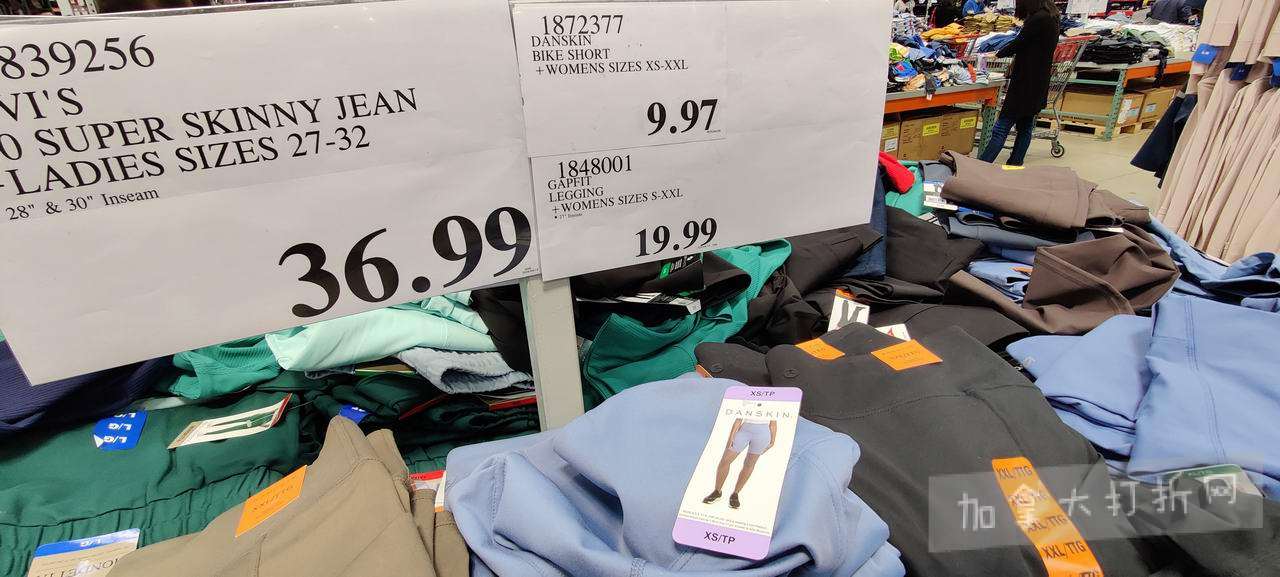 839256
VI'S
0 SUPER SKINNY JEAN
+LADIES SIZES 27-32
28" & 30" Inseam
36.99
1872377
DANSKIN
BIKE SHORT
+WOMENS SIZES XS-XXL
9.97
1848001
GAPFIT
LEGGING
+WOMENS SIZES S-XXL
19.99
XS/TP
DANSKIN
XS/TP
L/G
L/G
XXL/TTG
XXL/TTG
XXL/TTG
加拿大打折网